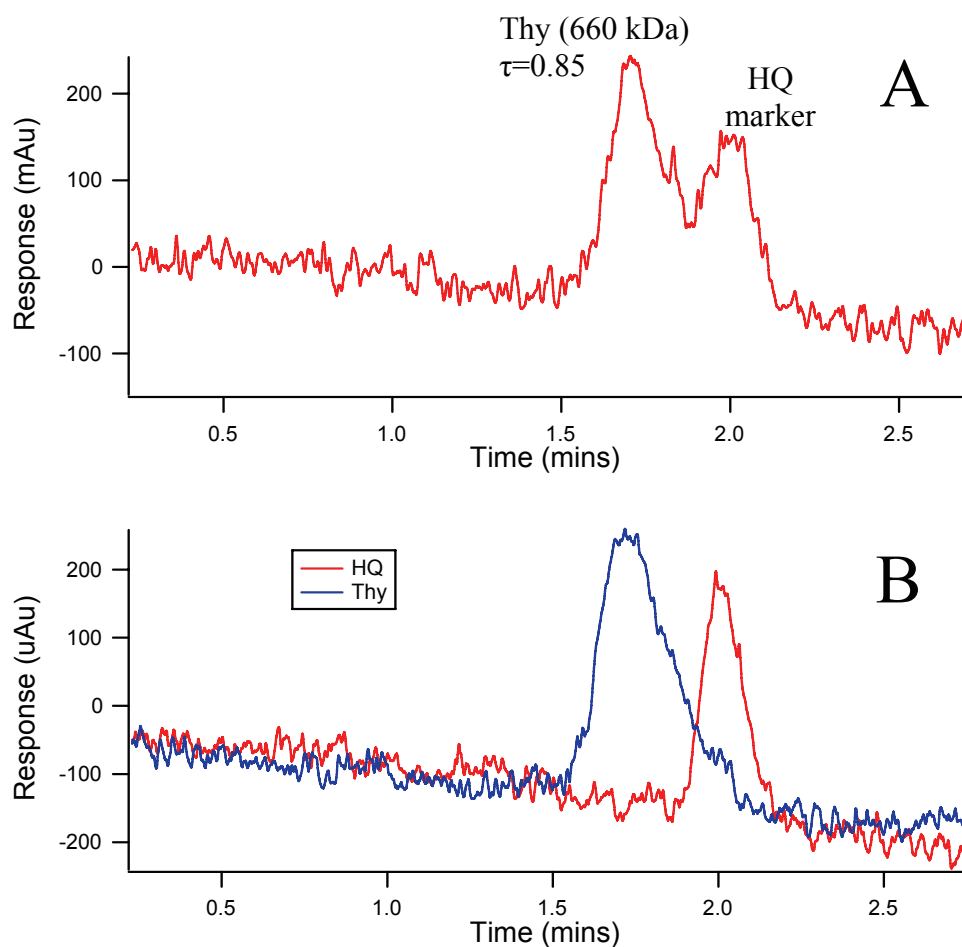 Thy (660 kDa)
τ=0.85
HQ
marker
A
Response (mAu)
200
100
0
-100
0.5
1.0
1.5
2.0
2.5
Time (mins)
B
HQ
Thy
Response (uAu)
200
100
0
-100
-200
0.5
1.0
1.5
2.0
2.5
Time (mins)